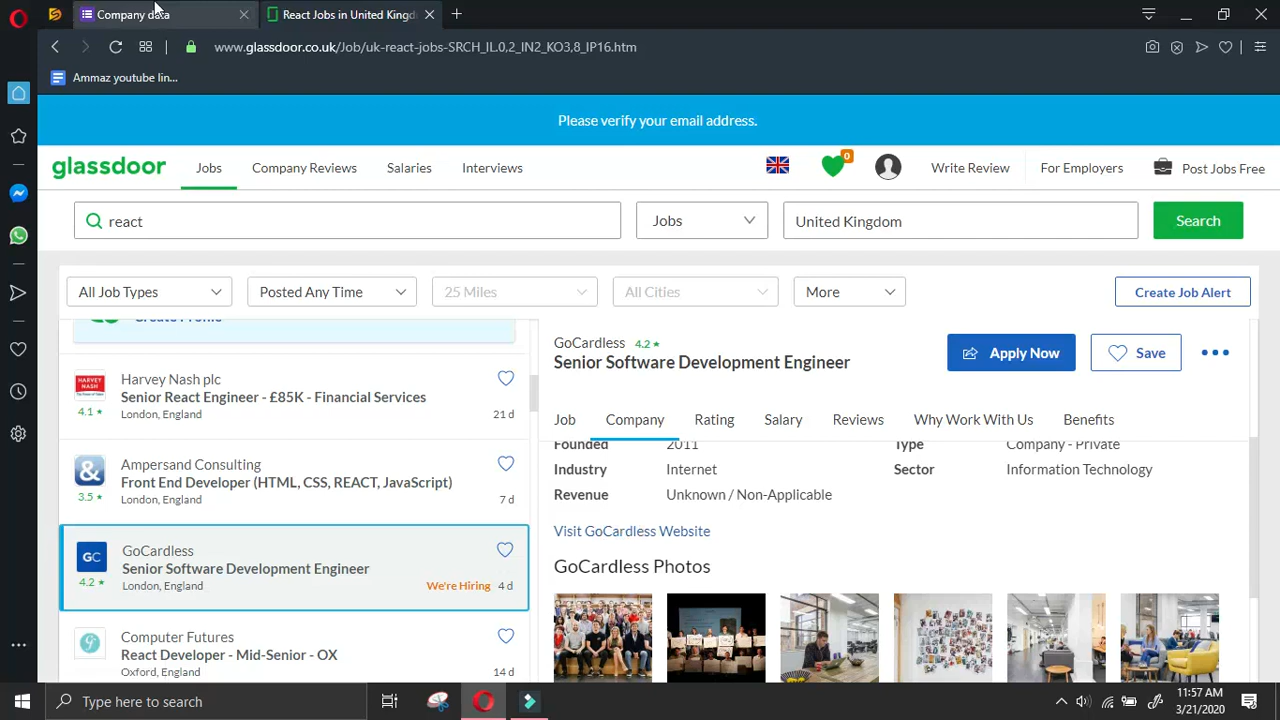 Company data
React Jobs in United Kingd
www.glassdoor.co.uk/Job/uk-react-jobs-SRCH_IL.0,2_IN2_KO3,8_IP16.htm
Ammaz youtube lin...
Please verify your email address.
glassdoor Jobs Company Reviews Salaries Interviews 0 Write Review For Employers Post Jobs Free
react Jobs United Kingdom Search
All Job Types Posted Any Time 25 Miles All Cities More Create Job Alert
Create Profile
HARVEY NASH
Harvey Nash plc
Senior React Engineer - £85K - Financial Services
4.1 ★ London, England 21 d
&
Ampersand Consulting
Front End Developer (HTML, CSS, REACT, JavaScript)
3.5 ★ London, England 7 d
GC
GoCardless
Senior Software Development Engineer
4.2 ★ London, England We're Hiring 4 d
Computer Futures
React Developer - Mid-Senior - OX
Oxford, England 14 d
GoCardless 4.2 ★
Senior Software Development Engineer
Apply Now Save
Job Company Rating Salary Reviews Why Work With Us Benefits
Founded 2011 Type Company - Private
Industry Internet Sector Information Technology
Revenue Unknown / Non-Applicable
Visit GoCardless Website
GoCardless Photos
Type here to search
11:57 AM
3/21/2020